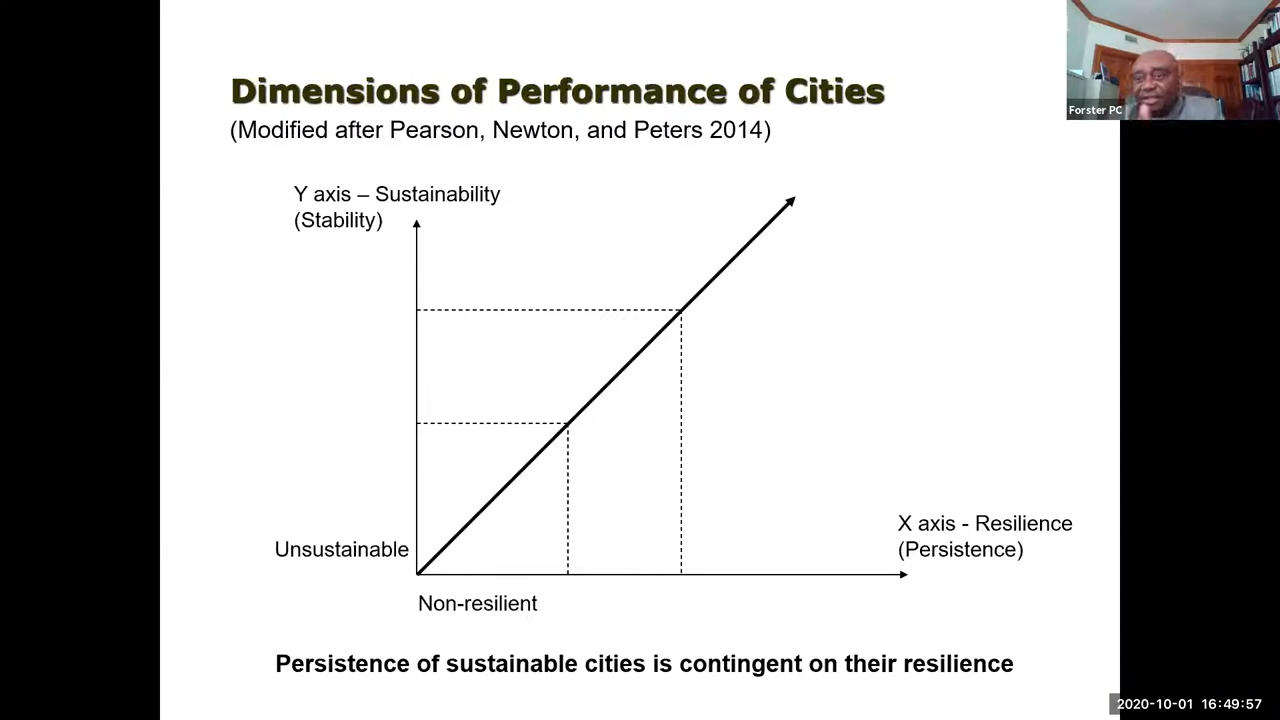 Dimensions of Performance of Cities
(Modified after Pearson, Newton, and Peters 2014)
Forster PC
Y axis – Sustainability
(Stability)
X axis - Resilience
(Persistence)
Unsustainable
Non-resilient
Persistence of sustainable cities is contingent on their resilience
2020-10-01 16:49:57